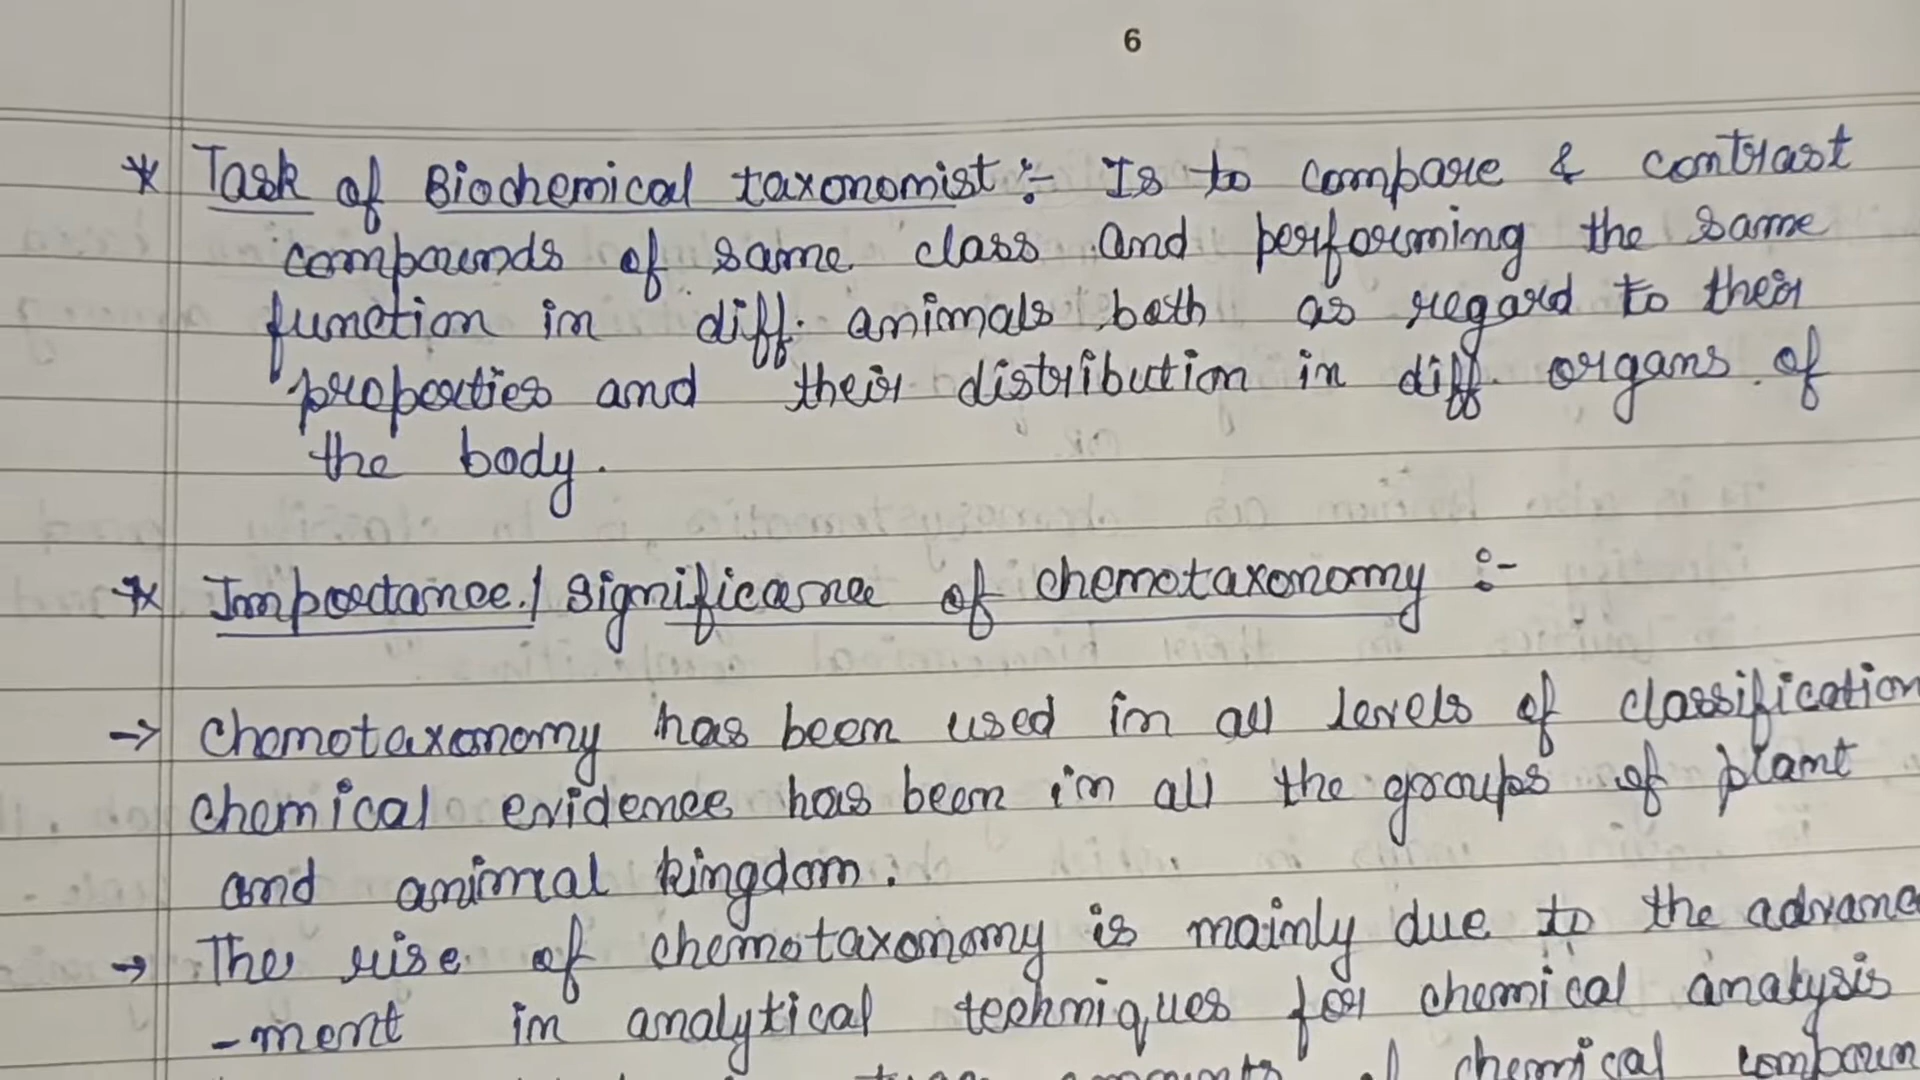 6
* Task of Biochemical taxonomist :- Is to compare & contrast
compounds of same class and performing the same
function in diff. animals both as regard to their
properties and their distribution in diff. organs of
the body.
* Importance / Significance of chemotaxonomy :-
→ Chemotaxonomy has been used in all levels of classification
chemical evidence has been in all the groups of plant
and animal kingdom.
→ The rise of chemotaxonomy is mainly due to the advance
-ment in analytical techniques for chemical analysis
amounts of chemical compoun